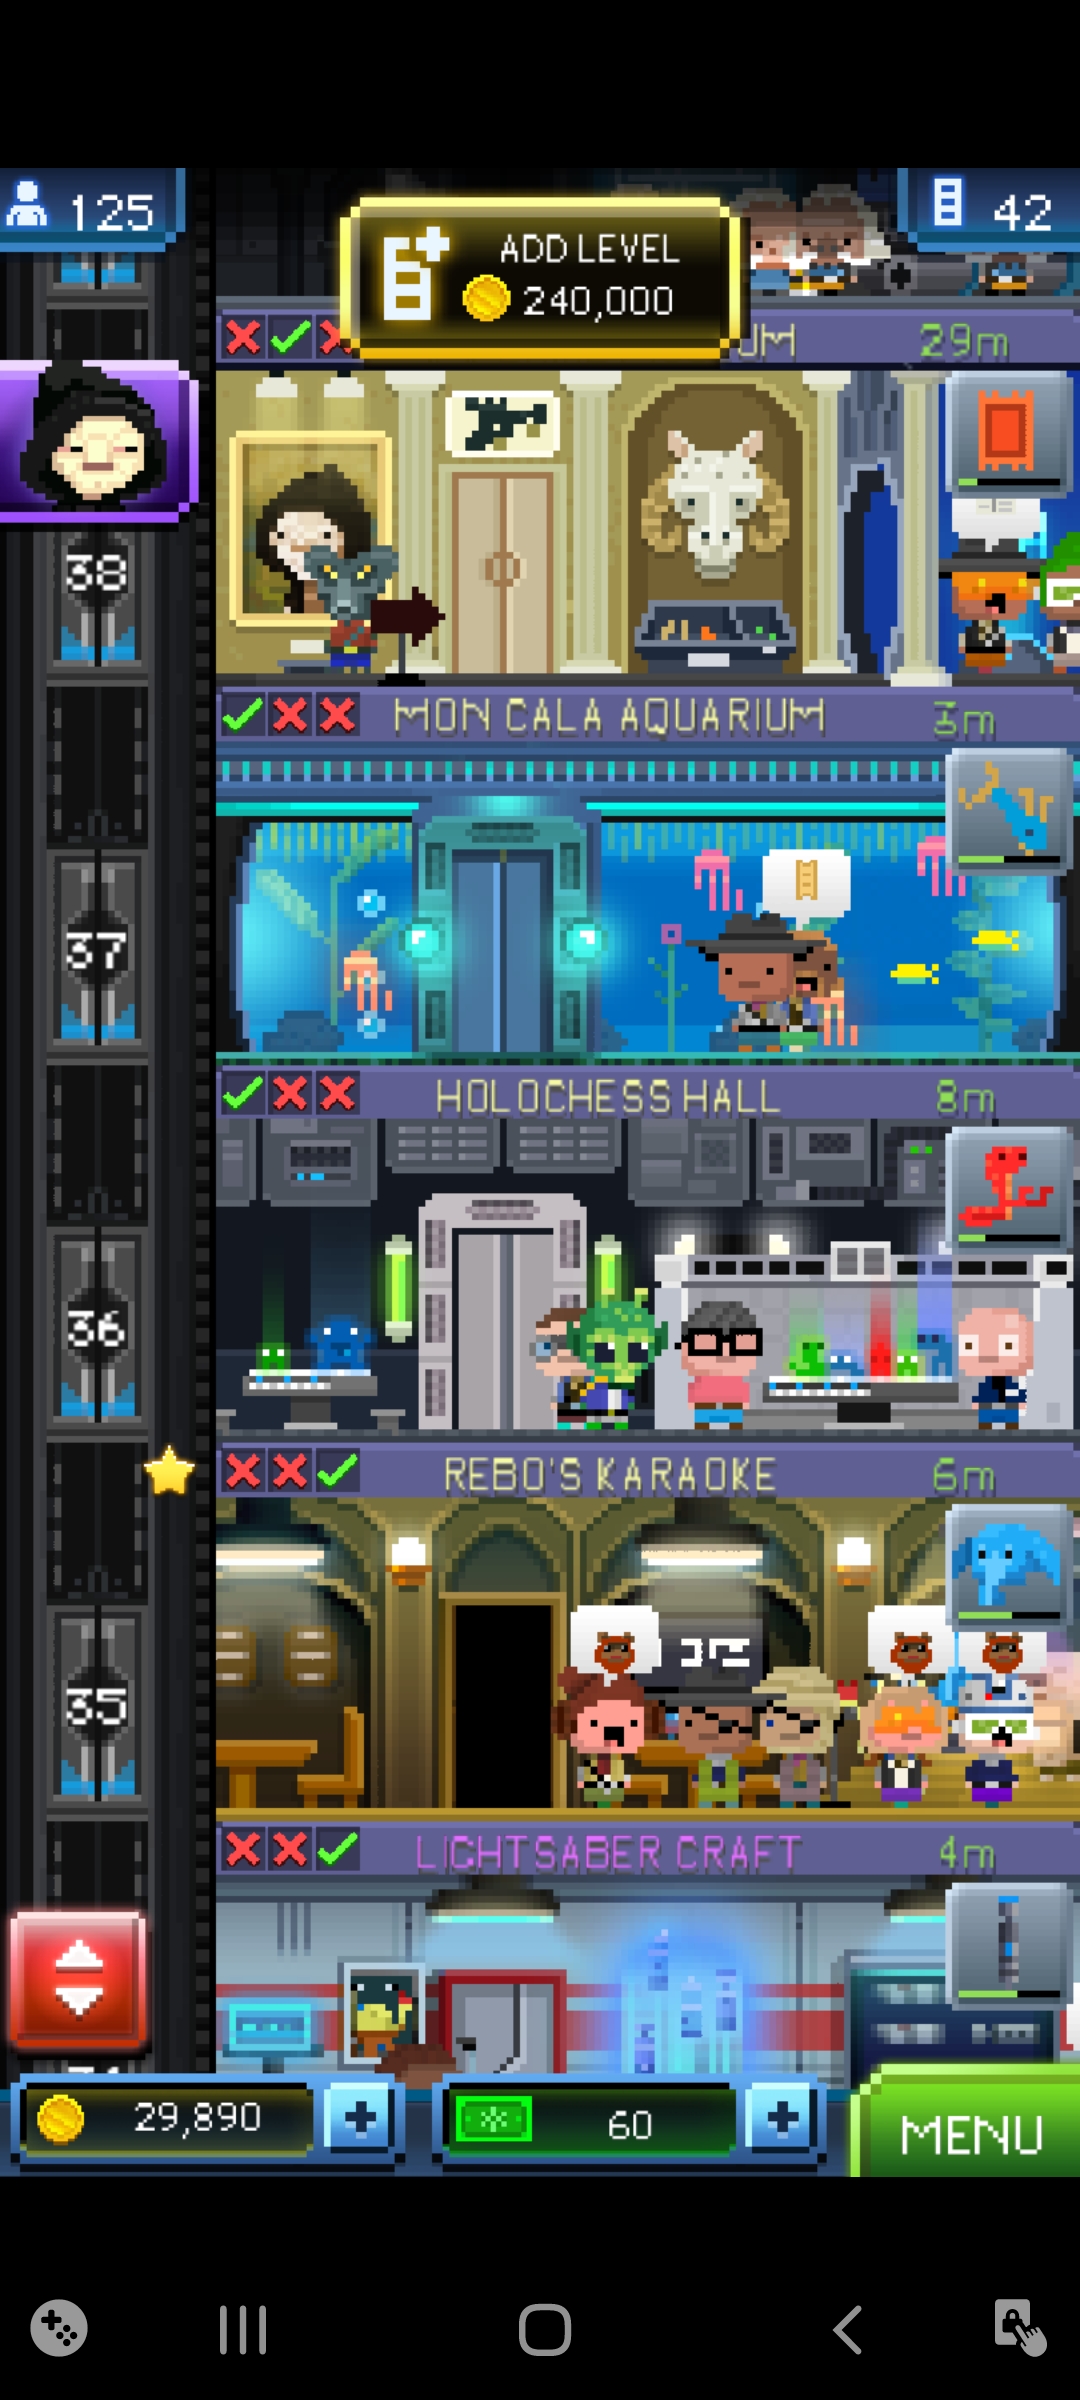 125
42
ADD LEVEL
240,000
UM
29m
38
MON CALA AQUARIUM
3m
37
HOLOCHESS HALL
8m
36
REBO'S KARAOKE
6m
35
LIGHTSABER CRAFT
4m
29,890
60
MENU